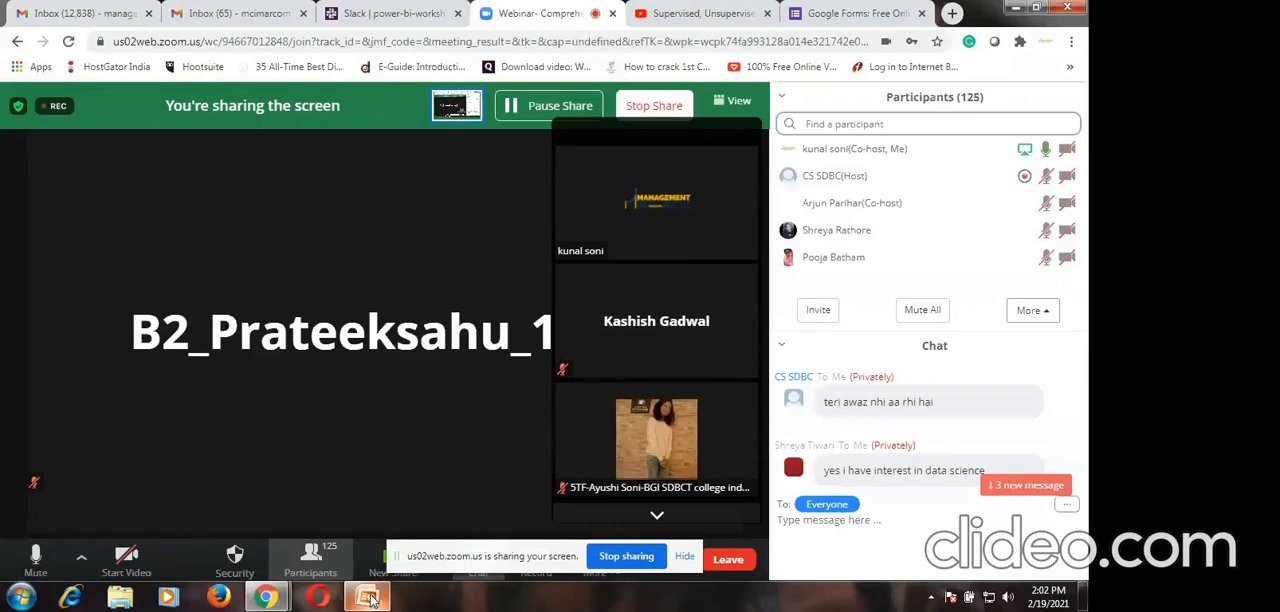 Inbox (12,838) - manage
Inbox (65) - mcimarcom
Slack | power-bi-worksh
Webinar- Comprehe
Supervised, Unsupervise
Google Forms: Free Onli
us02web.zoom.us/wc/94667012848/join?track_id=&jmf_code=&meeting_result=&tk=&cap=undefined&refTK=&wpk=wcpk74fa993128a014e321742e0...
Apps
HostGator India
Hootsuite
35 All-Time Best Di...
E-Guide: Introducti...
Download video: W...
How to crack 1st C...
100% Free Online V...
Log in to Internet B...
REC
You're sharing the screen
Pause Share
Stop Share
View
B2_Prateeksahu_1
MANAGEMENT
kunal soni
Kashish Gadwal
5TF-Ayushi Soni-BGI SDBCT college ind...
Participants (125)
Find a participant
kunal soni(Co-host, Me)
CS SDBC(Host)
Arjun Parihar(Co-host)
Shreya Rathore
Pooja Batham
Invite
Mute All
More
Chat
CS SDBC To Me (Privately)
teri awaz nhi aa rhi hai
Shreya Tiwari To Me (Privately)
yes i have interest in data science
3 new message
To: Everyone
Type message here ...
Mute
Start Video
Security
125
Participants
us02web.zoom.us is sharing your screen.
Stop sharing
Hide
Leave
clideo.com
2:02 PM
2/19/2021